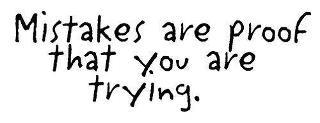 Mistakes are proof
that you are
trying.